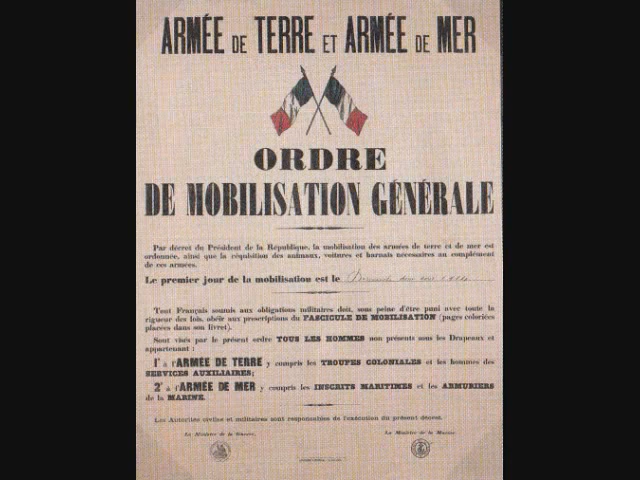 ARMÉE DE TERRE ET ARMÉE DE MER
ORDRE
DE MOBILISATION GÉNÉRALE
Par décret du Président de la République, la mobilisation des armées de terre et de mer est
ordonnée, ainsi que la réquisition des animaux, voitures et harnais nécessaires au complément
de ces armées.
Le premier jour de la mobilisation est le
Tout Français soumis aux obligations militaires doit, sous peine d'être puni avec toute la
rigueur des lois, obéir aux prescriptions du FASCICULE DE MOBILISATION (pages coloriées
placées dans son livret).
Sont visés par le présent ordre TOUS LES HOMMES non présents sous les Drapeaux et
appartenant :
1° à l'ARMÉE DE TERRE y compris les TROUPES COLONIALES et les hommes des
SERVICES AUXILIAIRES;
2° à l'ARMÉE DE MER y compris les INSCRITS MARITIMES et les ARMURIERS
de la MARINE.
Les Autorités civiles et militaires sont responsables de l'exécution du présent décret.
Le Ministre de la Guerre, Le Ministre de la Marine,